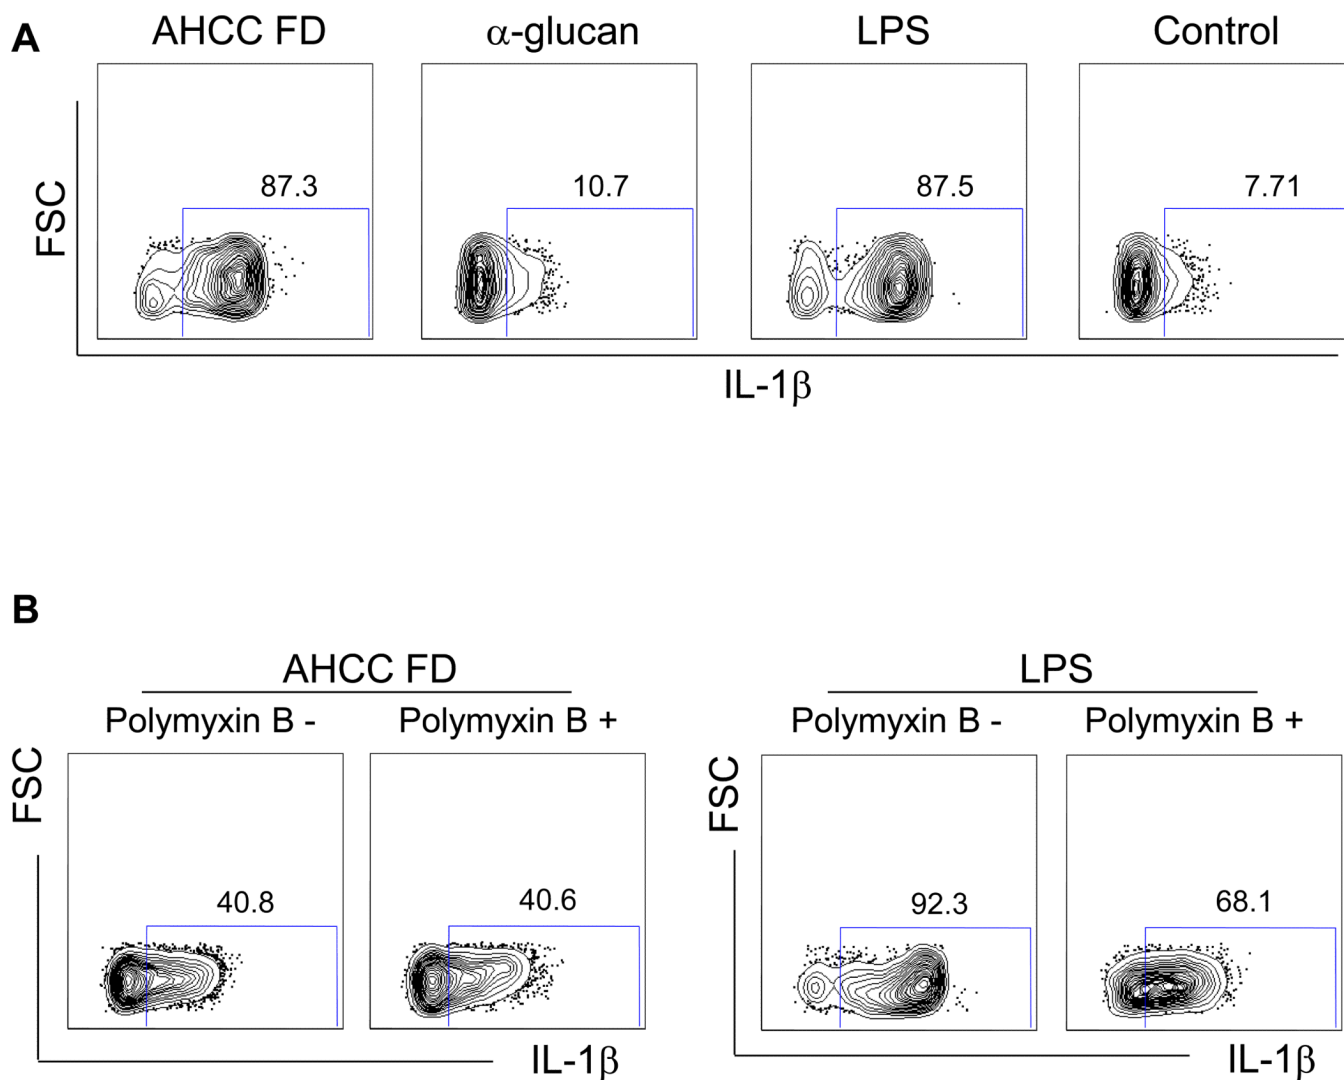 A
AHCC FD
α-glucan
LPS
Control
FSC
87.3
10.7
87.5
7.71
IL-1β
B
AHCC FD
LPS
Polymyxin B -
Polymyxin B +
Polymyxin B -
Polymyxin B +
FSC
FSC
40.8
40.6
92.3
68.1
IL-1β
IL-1β